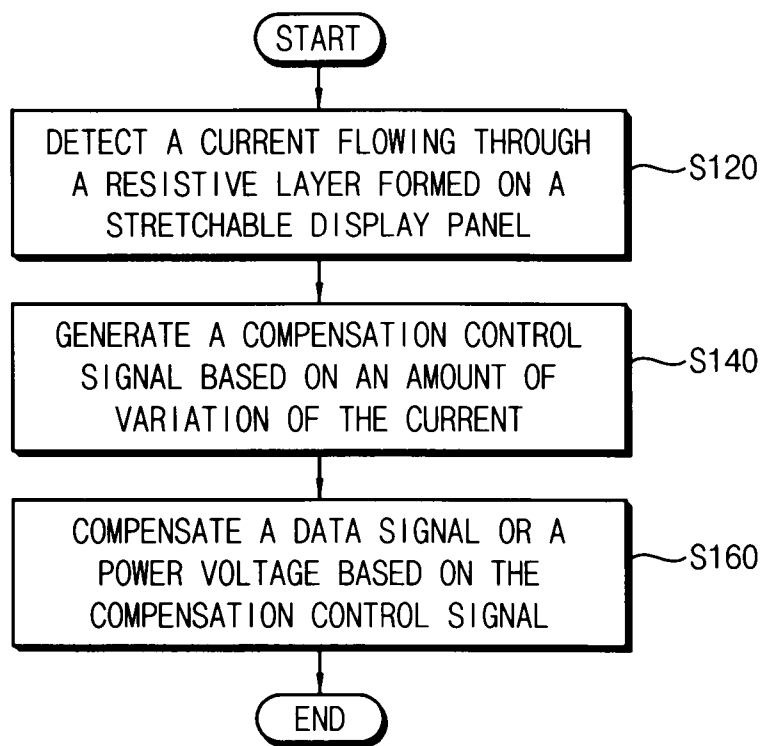 START
DETECT A CURRENT FLOWING THROUGH
A RESISTIVE LAYER FORMED ON A
STRETCHABLE DISPLAY PANEL
S120
GENERATE A COMPENSATION CONTROL
SIGNAL BASED ON AN AMOUNT OF
VARIATION OF THE CURRENT
S140
COMPENSATE A DATA SIGNAL OR A
POWER VOLTAGE BASED ON THE
COMPENSATION CONTROL SIGNAL
S160
END